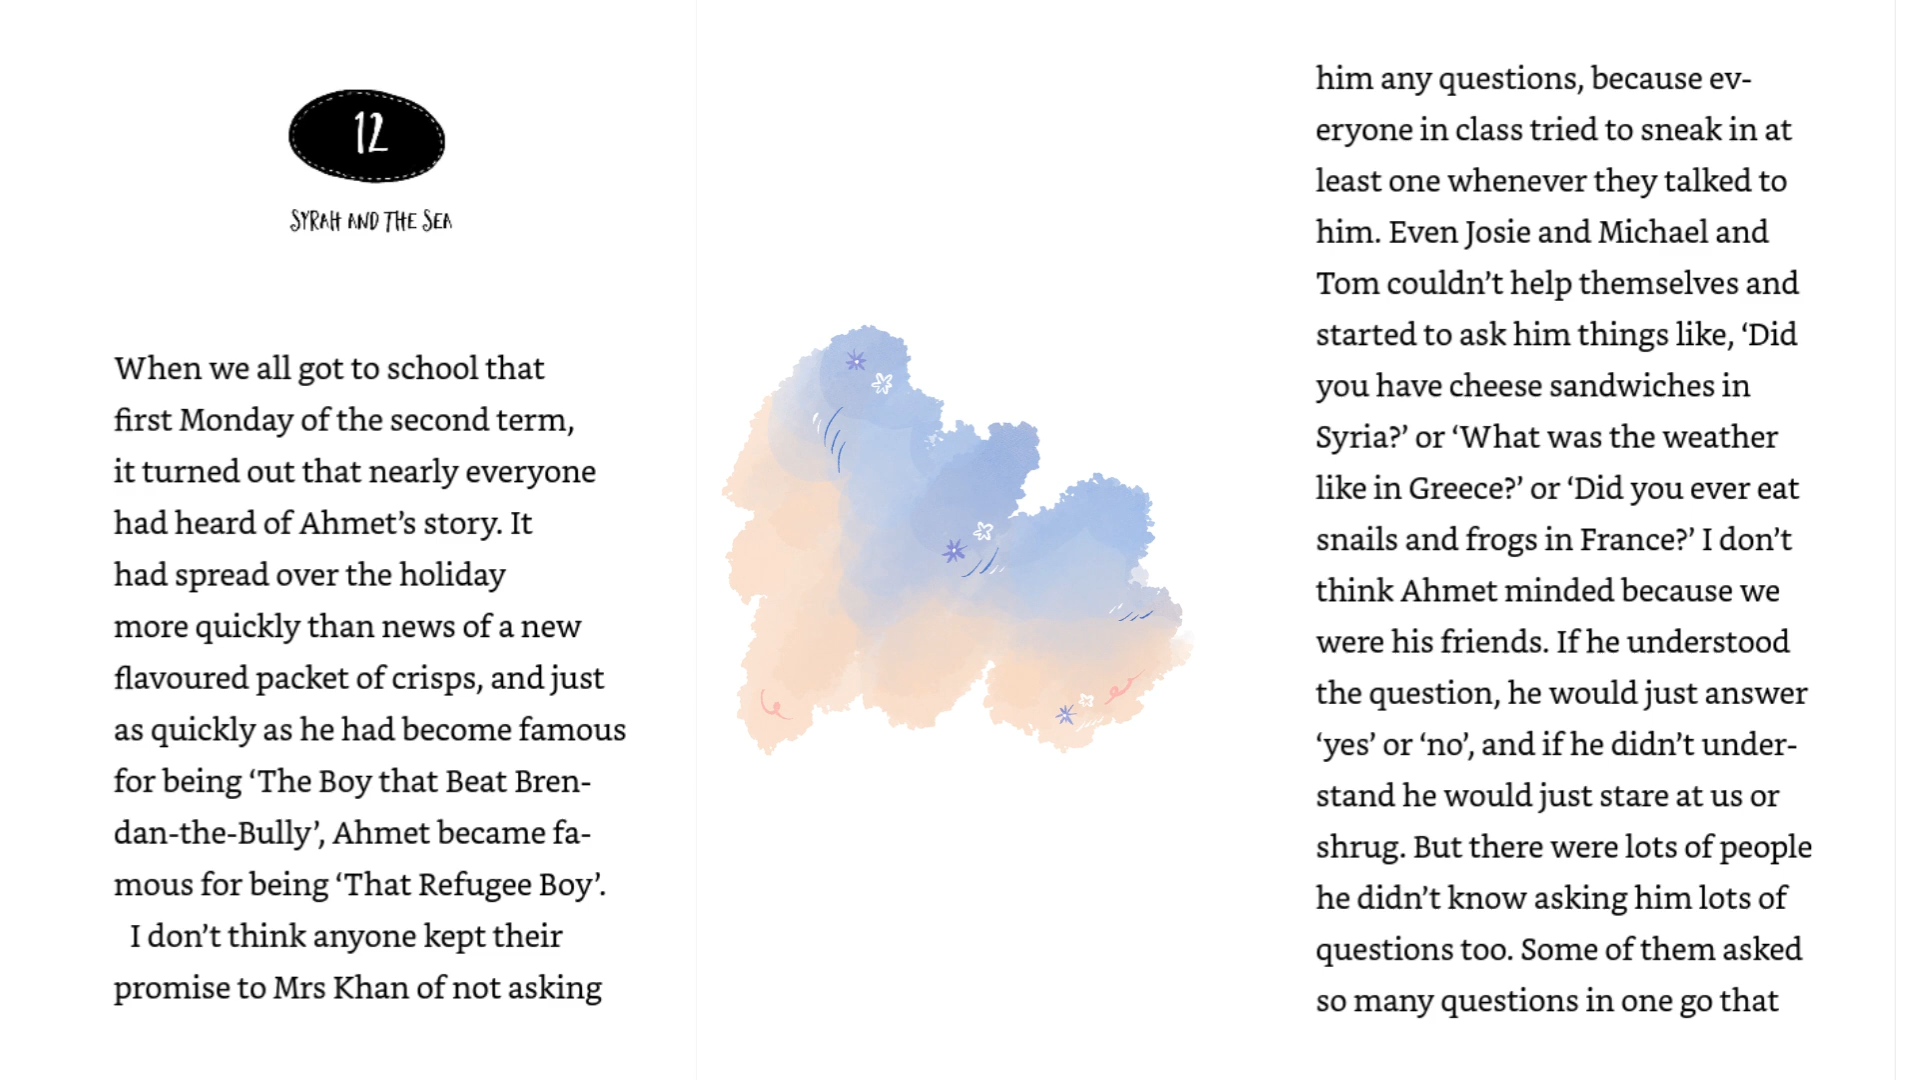 12
SYRAH AND THE SEA
When we all got to school that
first Monday of the second term,
it turned out that nearly everyone
had heard of Ahmet’s story. It
had spread over the holiday
more quickly than news of a new
flavoured packet of crisps, and just
as quickly as he had become famous
for being ‘The Boy that Beat Bren-
dan-the-Bully’, Ahmet became fa-
mous for being ‘That Refugee Boy’.
I don’t think anyone kept their
promise to Mrs Khan of not asking
him any questions, because ev-
eryone in class tried to sneak in at
least one whenever they talked to
him. Even Josie and Michael and
Tom couldn’t help themselves and
started to ask him things like, ‘Did
you have cheese sandwiches in
Syria?’ or ‘What was the weather
like in Greece?’ or ‘Did you ever eat
snails and frogs in France?’ I don’t
think Ahmet minded because we
were his friends. If he understood
the question, he would just answer
‘yes’ or ‘no’, and if he didn’t under-
stand he would just stare at us or
shrug. But there were lots of people
he didn’t know asking him lots of
questions too. Some of them asked
so many questions in one go that